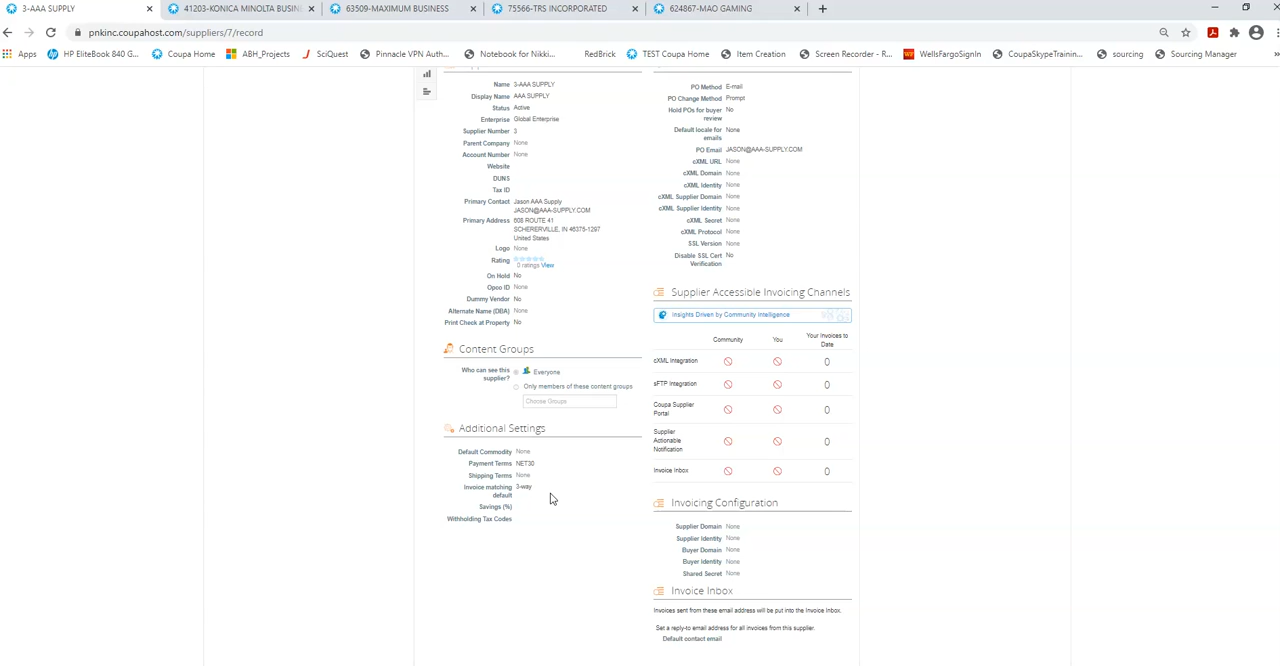 3-AAA SUPPLY
41203-KONICA MINOLTA BUSIN
63509-MAXIMUM BUSINESS
75566-TRS INCORPORATED
624867-MAO GAMING
pnkinc.coupahost.com/suppliers/7/record
Apps
HP EliteBook 840 G...
Coupa Home
ABH_Projects
SciQuest
Pinnacle VPN Auth...
Notebook for Nikki...
RedBrick
TEST Coupa Home
Item Creation
Screen Recorder - R...
WellsFargoSignIn
CoupaSkypeTrainin...
sourcing
Sourcing Manager
Name 3-AAA SUPPLY
Display Name AAA SUPPLY
Status Active
Enterprise Global Enterprise
Supplier Number 3
Parent Company None
Account Number None
Website
DUNS
Tax ID
Primary Contact Jason AAA Supply
JASON@AAA-SUPPLY.COM
Primary Address 608 ROUTE 41
SCHERERVILLE, IN 46375-1297
United States
Logo None
Rating
0 ratings View
On Hold No
Opco ID None
Dummy Vendor No
Alternate Name (DBA) None
Print Check at Property No
Content Groups
Who can see this
supplier?
Everyone
Only members of these content groups
Choose Groups
Additional Settings
Default Commodity None
Payment Terms NET30
Shipping Terms None
Invoice matching 3-way
default
Savings (%)
Withholding Tax Codes
PO Method E-mail
PO Change Method Prompt
Hold POs for buyer No
review
Default locale for None
emails
PO Email JASON@AAA-SUPPLY.COM
cXML URL None
cXML Domain None
cXML Identity None
cXML Supplier Domain None
cXML Supplier Identity None
cXML Secret None
cXML Protocol None
SSL Version None
Disable SSL Cert No
Verification
Supplier Accessible Invoicing Channels
Insights Driven by Community Intelligence
Community You Your Invoices to
Date
cXML Integration 0
sFTP Integration 0
Coupa Supplier
Portal 0
Supplier
Actionable 0
Notification
Invoice Inbox 0
Invoicing Configuration
Supplier Domain None
Supplier Identity None
Buyer Domain None
Buyer Identity None
Shared Secret None
Invoice Inbox
Invoices sent from these email address will be put into the Invoice Inbox.
Set a reply-to email address for all invoices from this supplier.
Default contact email